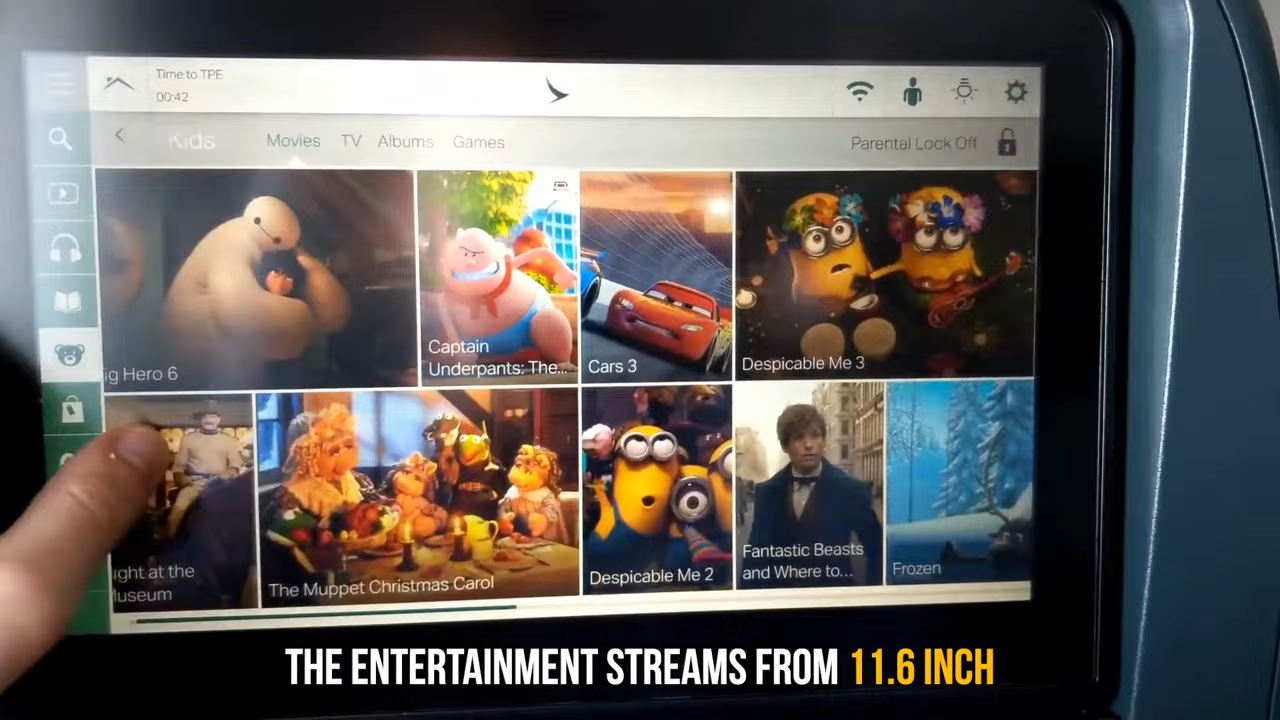 Time to TPE
00:42
Kids Movies TV Albums Games Parental Lock Off
ig Hero 6
Captain
Underpants: The...
Cars 3
Despicable Me 3
ight at the
useum
The Muppet Christmas Carol
Despicable Me 2
Fantastic Beasts
and Where to...
Frozen
THE ENTERTAINMENT STREAMS FROM 11.6 INCH